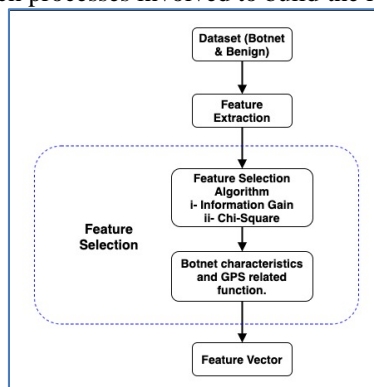 Dataset (Botnet
& Benign)
Feature
Extraction
Feature Selection
Algorithm
i- Information Gain
ii- Chi-Square
Feature
Selection
Botnet characteristics
and GPS related
function.
Feature Vector